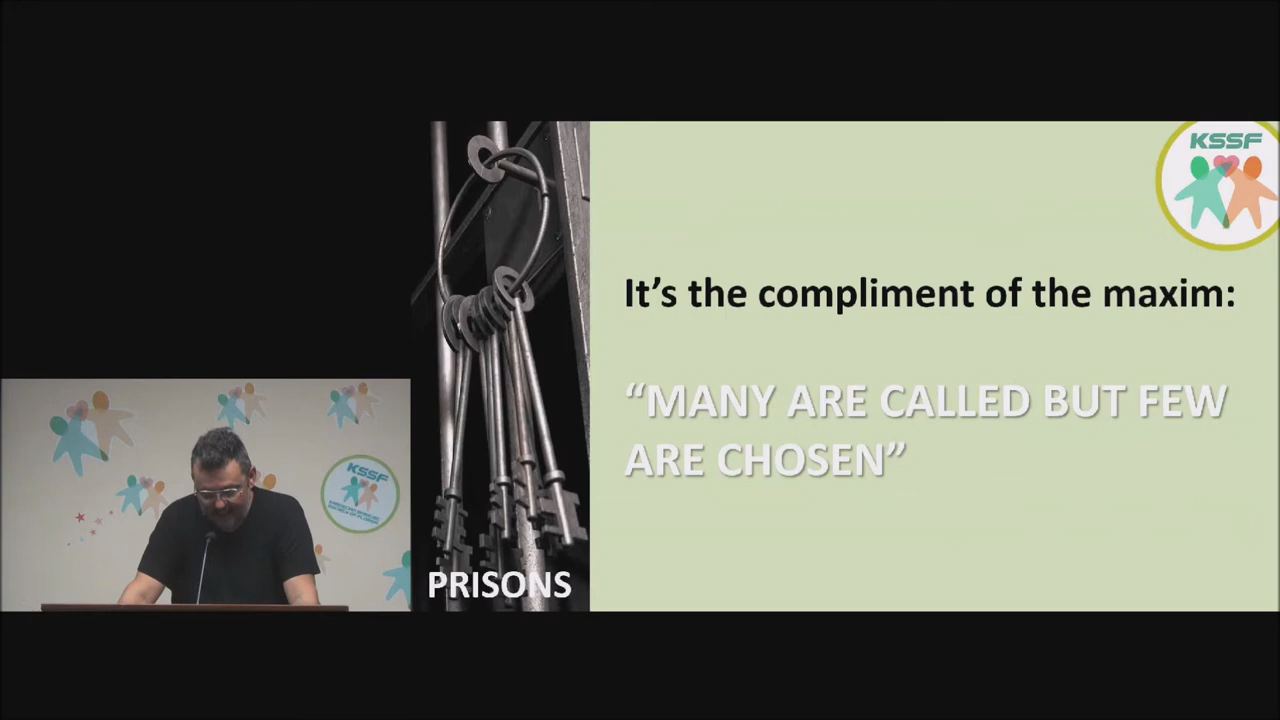 KSSF
It's the compliment of the maxim:
“MANY ARE CALLED BUT FEW
ARE CHOSEN”
KSSF
PRISONS